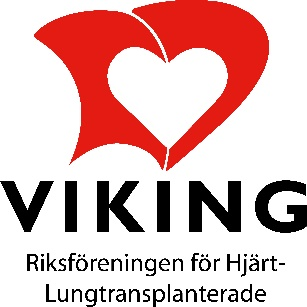 VIKING
Riksföreningen för Hjärt-
Lungtransplanterade